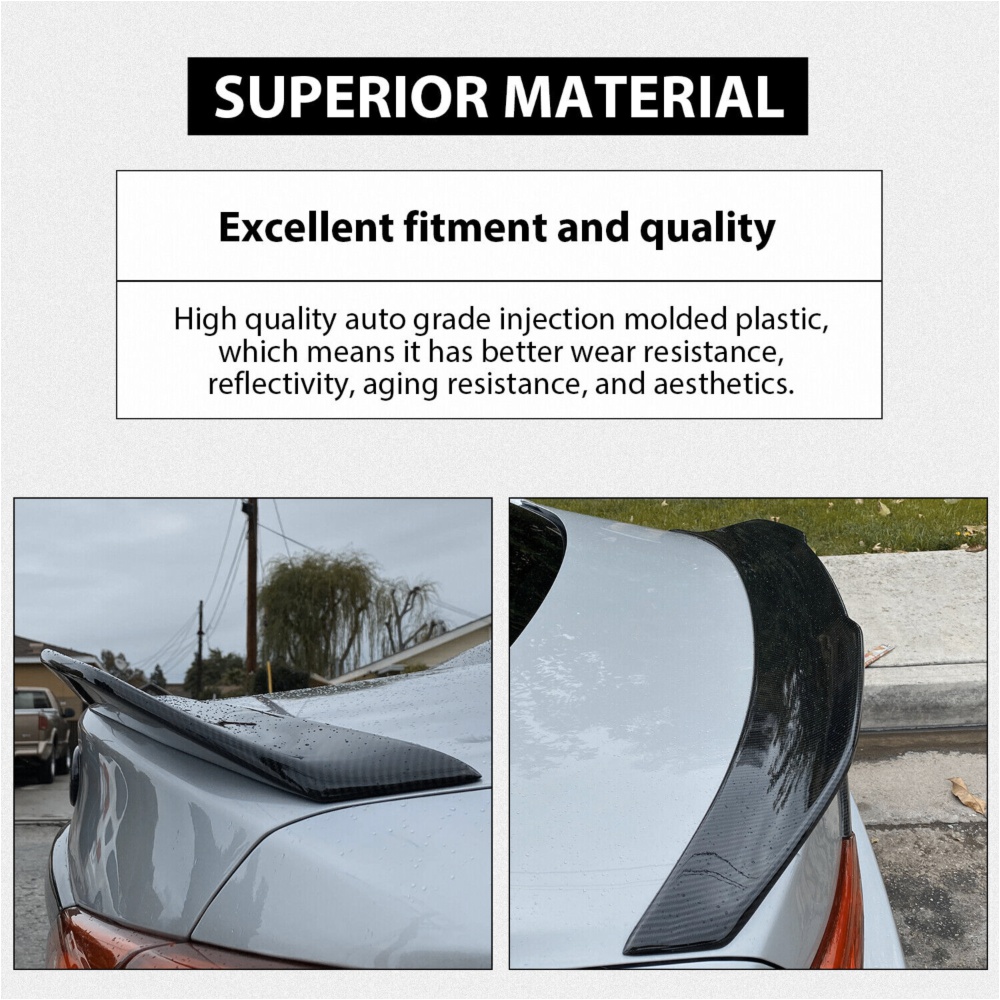 SUPERIOR MATERIAL
Excellent fitment and quality
High quality auto grade injection molded plastic,
which means it has better wear resistance,
reflectivity, aging resistance, and aesthetics.